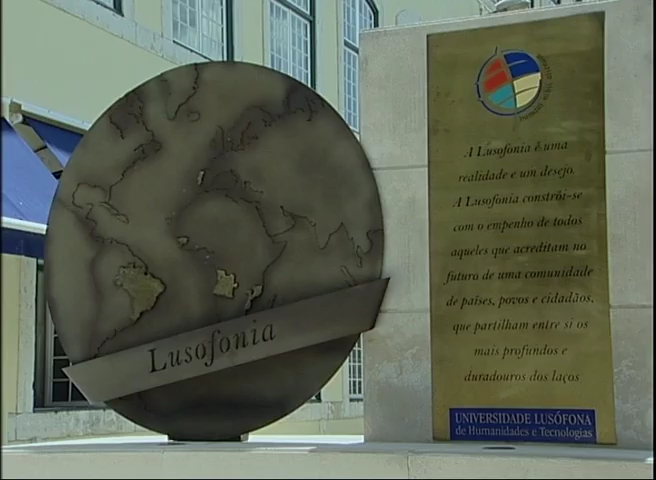 Lusofonia
A Lusofonia é uma
realidade e um desejo.
A Lusofonia constrói-se
com o empenho de todos
aqueles que acreditam no
futuro de uma comunidade
de países, povos e cidadãos,
que partilham entre si os
mais profundos e
duradouros dos laços
UNIVERSIDADE LUSÓFONA
de Humanidades e Tecnologias